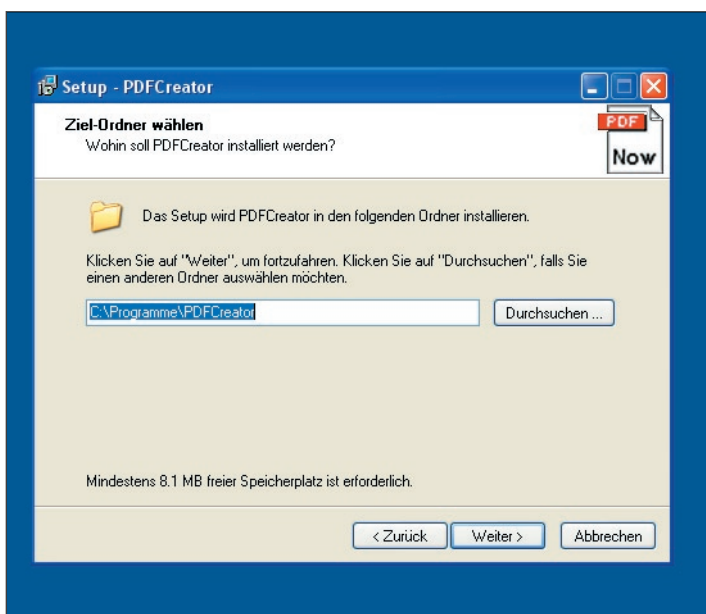 Setup - PDFCreator
Ziel-Ordner wählen
Wohin soll PDFCreator installiert werden?
PDF
Now
Das Setup wird PDFCreator in den folgenden Ordner installieren.
Klicken Sie auf "Weiter", um fortzufahren. Klicken Sie auf "Durchsuchen", falls Sie
einen anderen Ordner auswählen möchten.
C:\Programme\PDFCreator
Durchsuchen ...
Mindestens 8.1 MB freier Speicherplatz ist erforderlich.
< Zurück
Weiter >
Abbrechen